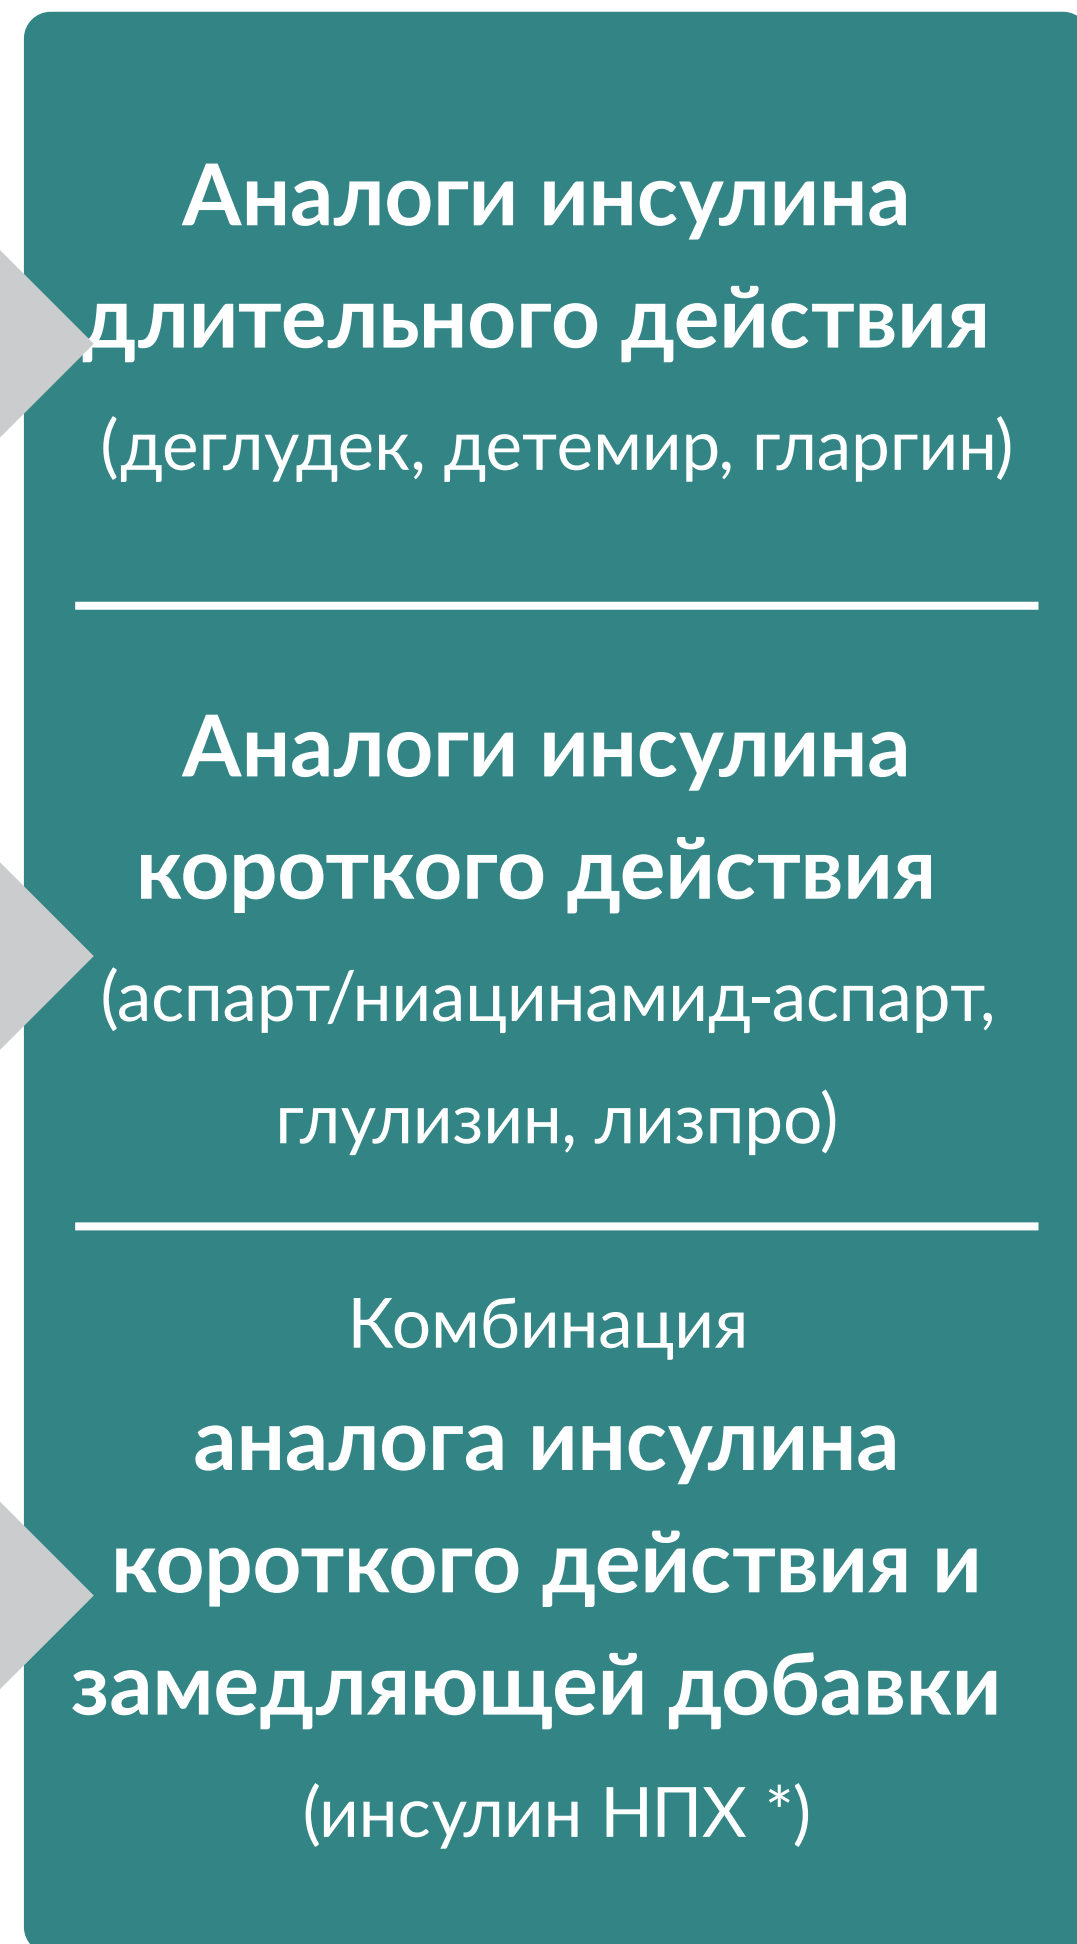 Аналоги инсулина
длительного действия
(деглудек, детемир, гларгин)
Аналоги инсулина
короткого действия
(аспарт/ниацинамид-аспарт,
глулизин, лизпро)
Комбинация
аналога инсулина
короткого действия и
замедляющей добавки
(инсулин НПХ *)